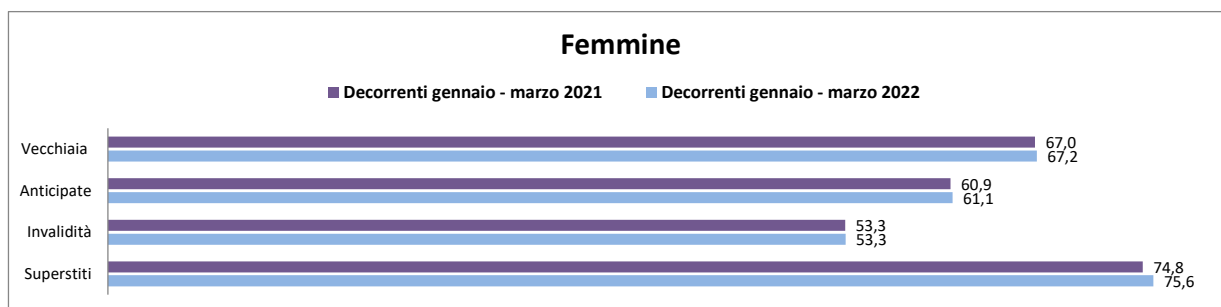 Femmine
Decorrenti gennaio - marzo 2021 Decorrenti gennaio - marzo 2022
Vecchiaia 67,0
67,2
Anticipate 60,9
61,1
Invalidità 53,3
53,3
Superstiti 74,8
75,6